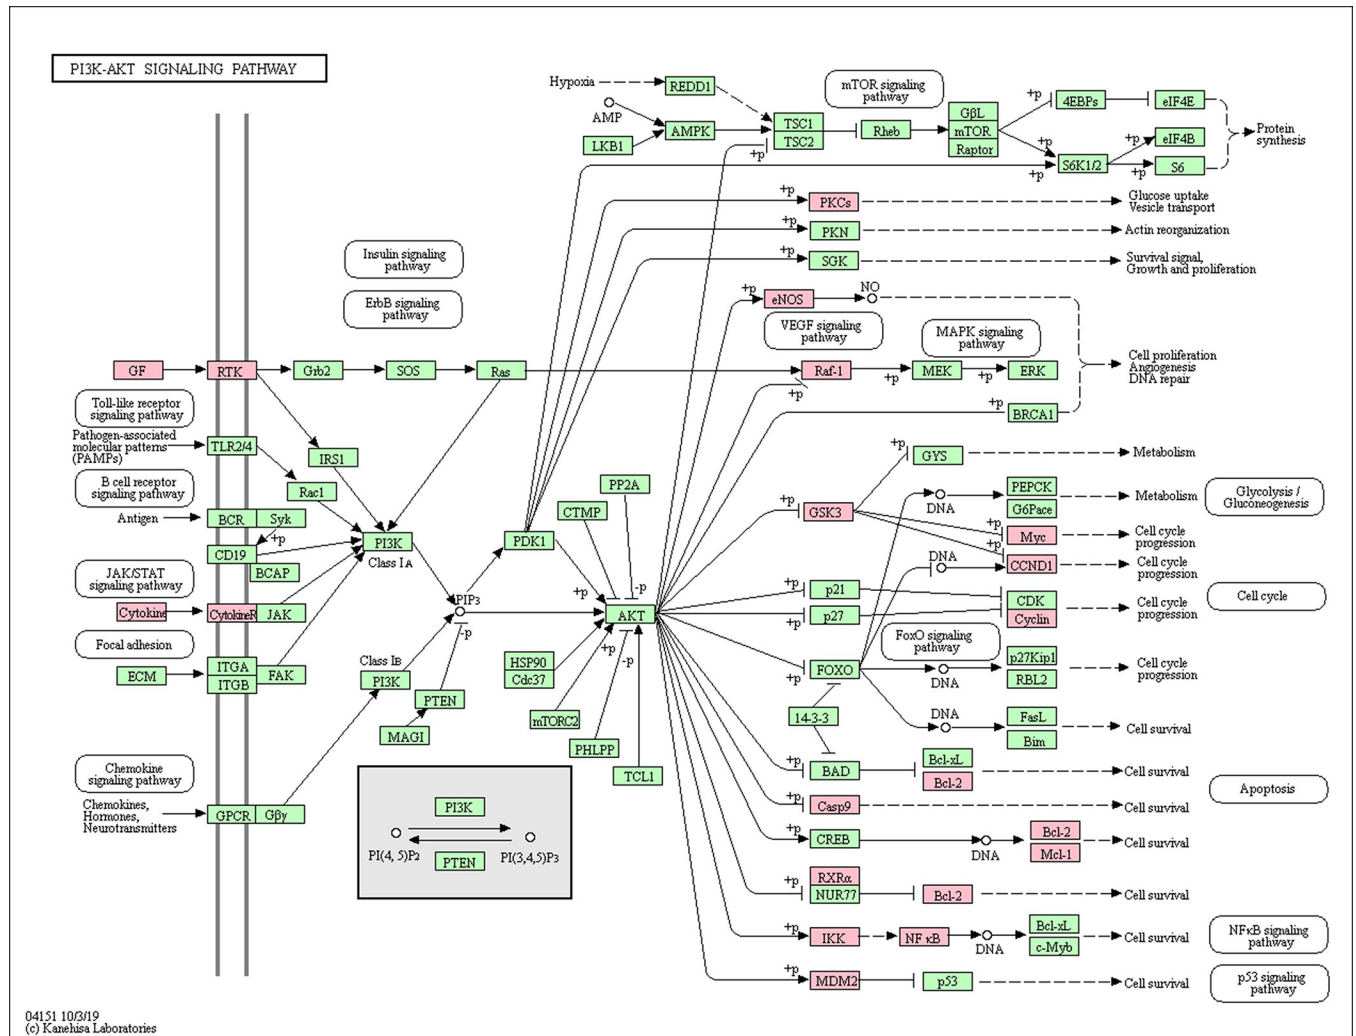 PI3K-AKT SIGNALING PATHWAY
Hypoxia
REDD1
mTOR signaling
pathway
AMP
LKB1
AMPK
TSC1
TSC2
+p
Rheb
GβL
mTOR
Raptor
+p
4EBPs
eIF4E
+p
+p
eIF4B
S6K1/2
+p
+p
S6
Protein
synthesis
+p
PKCs
Glucose uptake
Vesicle transport
+p
PKN
Actin reorganization
+p
SGK
Survival signal,
Growth and proliferation
Insulin signaling
pathway
ErbB signaling
pathway
+p
eNOS
NO
VEGF signaling
pathway
MAPK signaling
pathway
GF
RTK
Grb2
SOS
Ras
Raf-1
+p
+p
MEK
+p
ERK
Cell proliferation
Angiogenesis
DNA repair
+p
BRCA1
Toll-like receptor
signaling pathway
Pathogen-associated
molecular patterns
(PAMPs)
TLR2/4
IRS1
Rac1
B cell receptor
signaling pathway
Antigen
BCR
Syk
+p
CD19
BCAP
PI3K
Class IA
PDK1
CTMP
PP2A
+p
-p
+p
GYS
Metabolism
+p
GSK3
DNA
PEPCK
G6Pace
Metabolism
Glycolysis /
Gluconeogenesis
+p
Myc
Cell cycle
progression
+p
DNA
CCND1
Cell cycle
progression
JAK/STAT
signaling pathway
Cytokine
CytokineR
JAK
PIP3
-p
AKT
+p
p21
+p
p27
CDK
Cyclin
Cell cycle
progression
Cell cycle
Focal adhesion
ECM
ITGA
ITGB
FAK
Class IB
PI3K
PTEN
MAGI
HSP90
Cdc37
+p
-p
mTORC2
PHLPP
TCL1
FoxO signaling
pathway
+p
FOXO
DNA
p27Kip1
RBL2
Cell cycle
progression
14-3-3
DNA
FasL
Bim
Cell survival
+p
BAD
Bcl-xL
Bcl-2
Cell survival
Apoptosis
+p
Casp9
Cell survival
+p
CREB
DNA
Bcl-2
Mcl-1
Cell survival
+p
RXRα
NUR77
Bcl-2
Cell survival
+p
IKK
NFκB
DNA
Bcl-xL
c-Myb
Cell survival
NFκB signaling
pathway
+p
MDM2
p53
Cell survival
p53 signaling
pathway
Chemokine
signaling pathway
Chemokines,
Hormones,
Neurotransmitters
GPCR
Gβγ
PI3K
PI(4, 5)P2
PI(3,4,5)P3
PTEN
04151 10/3/19
(c) Kanehisa Laboratories